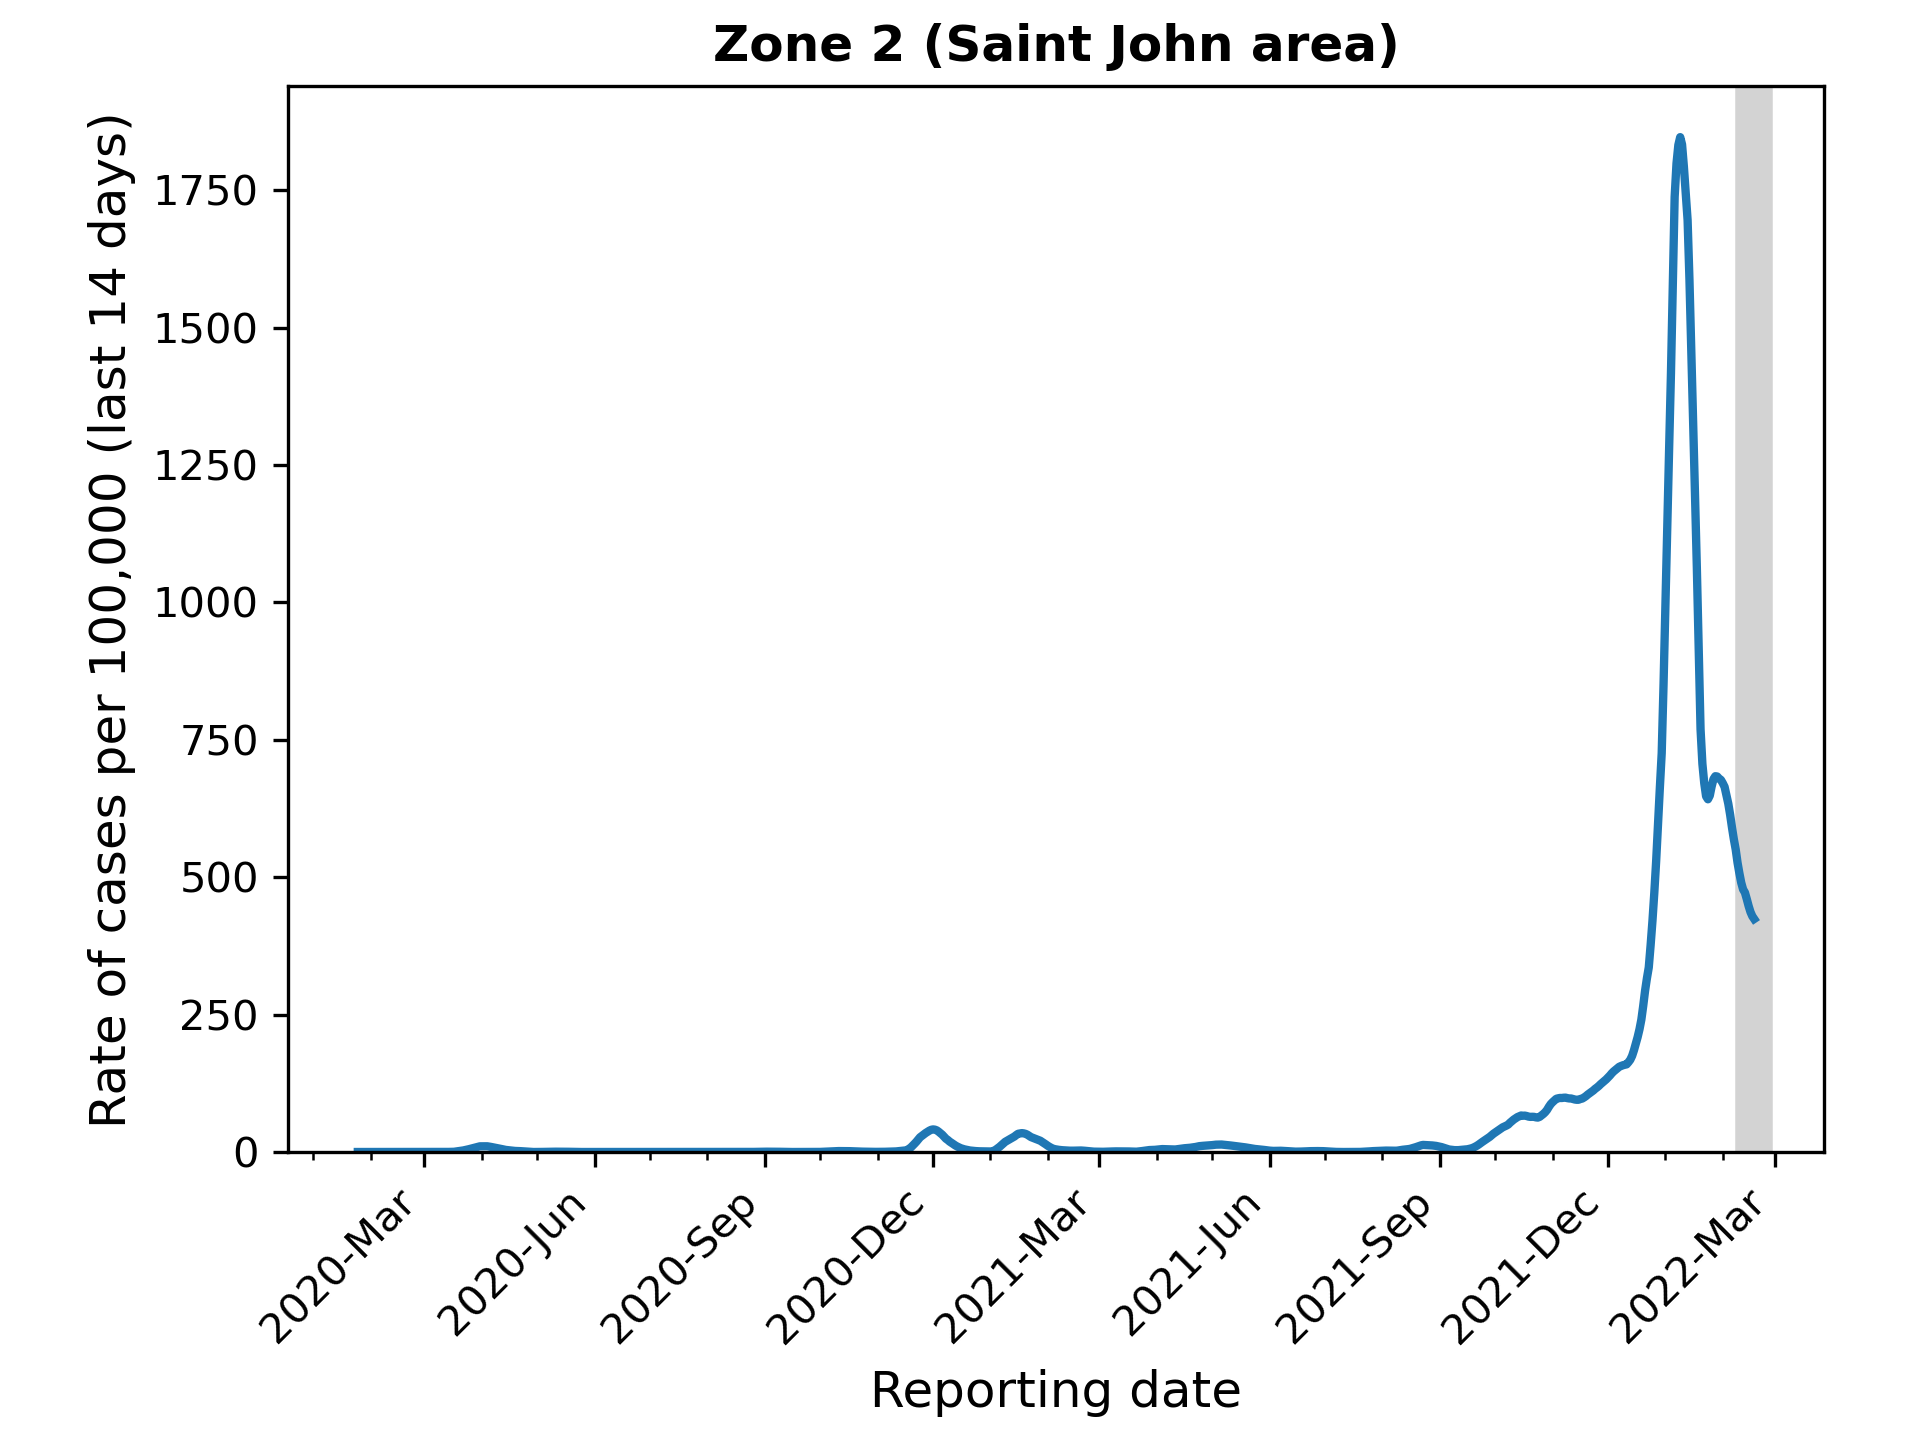 Zone 2 (Saint John area)
Rate of cases per 100,000 (last 14 days)
1750
1500
1250
1000
750
500
250
0
2020-Mar
2020-Jun
2020-Sep
2020-Dec
2021-Mar
2021-Jun
2021-Sep
2021-Dec
2022-Mar
Reporting date